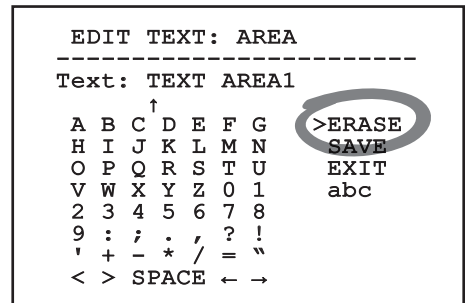 EDIT TEXT: AREA
------------------------
Text: TEXT AREA1
↑
A B C D E F G >ERASE
H I J K L M N SAVE
O P Q R S T U EXIT
V W X Y Z 0 1 abc
2 3 4 5 6 7 8
9 : ; . , ? !
' + - * / = “
< > SPACE ← →